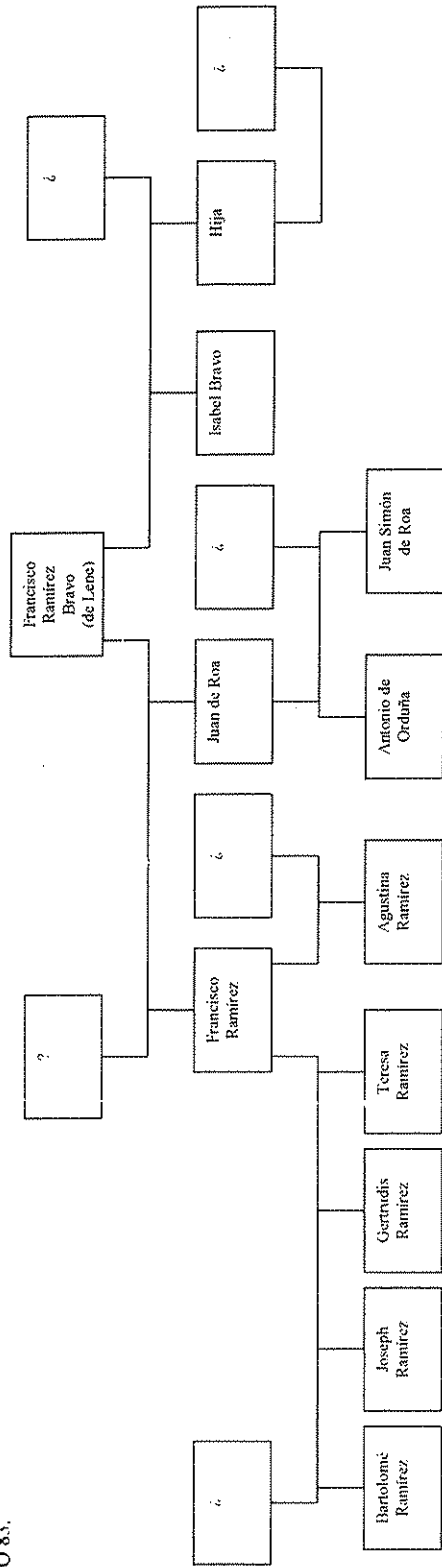 O 83.
?
Francisco
Ramírez
Bravo
(de Lene)
¿
¿
Francisco
Ramírez
¿
Juan de Roa
¿
Isabel Bravo
Hija
¿
Bartolomé
Ramírez
Joseph
Ramírez
Gertrudis
Ramírez
Teresa
Ramírez
Agustina
Ramírez
Antonio de
Orduña
Juan Simón
de Roa